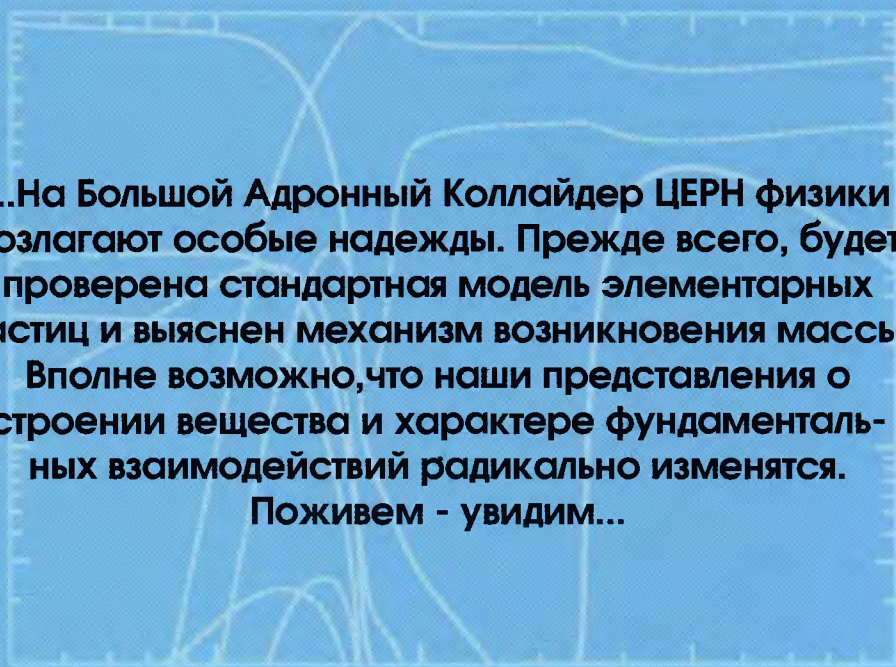 ..На Большой Адронный Коллайдер ЦЕРН физики
озлагают особые надежды. Прежде всего, будет
проверена стандартная модель элементарных
астиц и выяснен механизм возникновения массы
Вполне возможно,что наши представления о
строении вещества и характере фундаменталь-
ных взаимодействий радикально изменятся.
Поживем - увидим...